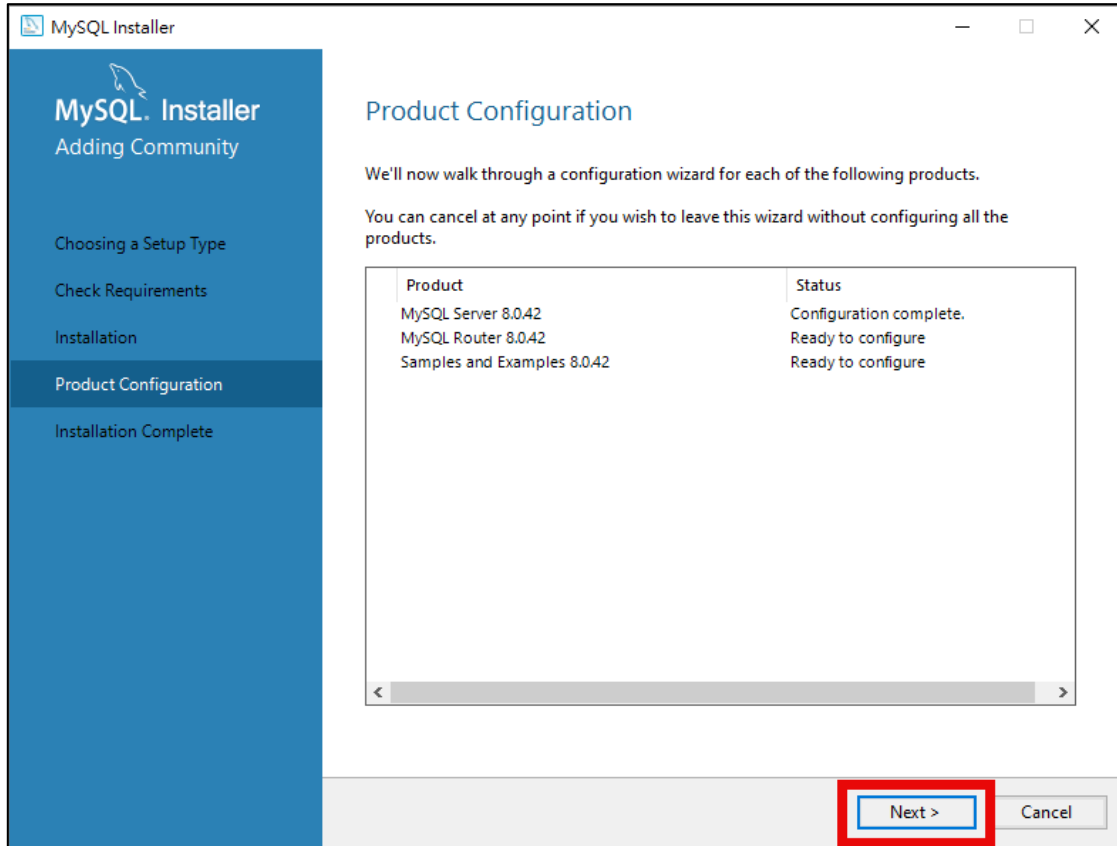 MySQL Installer
MySQL. Installer
Adding Community
Choosing a Setup Type
Check Requirements
Installation
Product Configuration
Installation Complete
Product Configuration
We'll now walk through a configuration wizard for each of the following products.
You can cancel at any point if you wish to leave this wizard without configuring all the
products.
Product Status
MySQL Server 8.0.42 Configuration complete.
MySQL Router 8.0.42 Ready to configure
Samples and Examples 8.0.42 Ready to configure
Next > Cancel